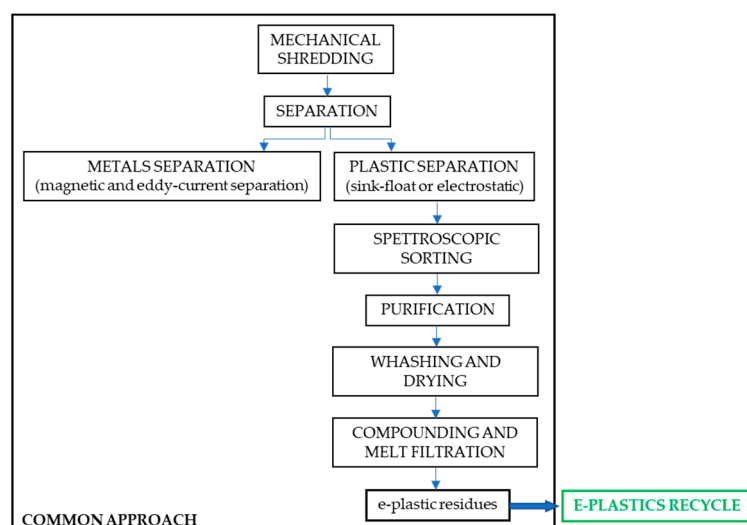 MECHANICAL
SHREDDING
SEPARATION
METALS SEPARATION
(magnetic and eddy-current separation)
PLASTIC SEPARATION
(sink-float or electrostatic)
SPETTROSCOPIC
SORTING
PURIFICATION
WHASHING AND
DRYING
COMPOUNDING AND
MELT FILTRATION
e-plastic residues
E-PLASTICS RECYCLE
COMMON APPROACH